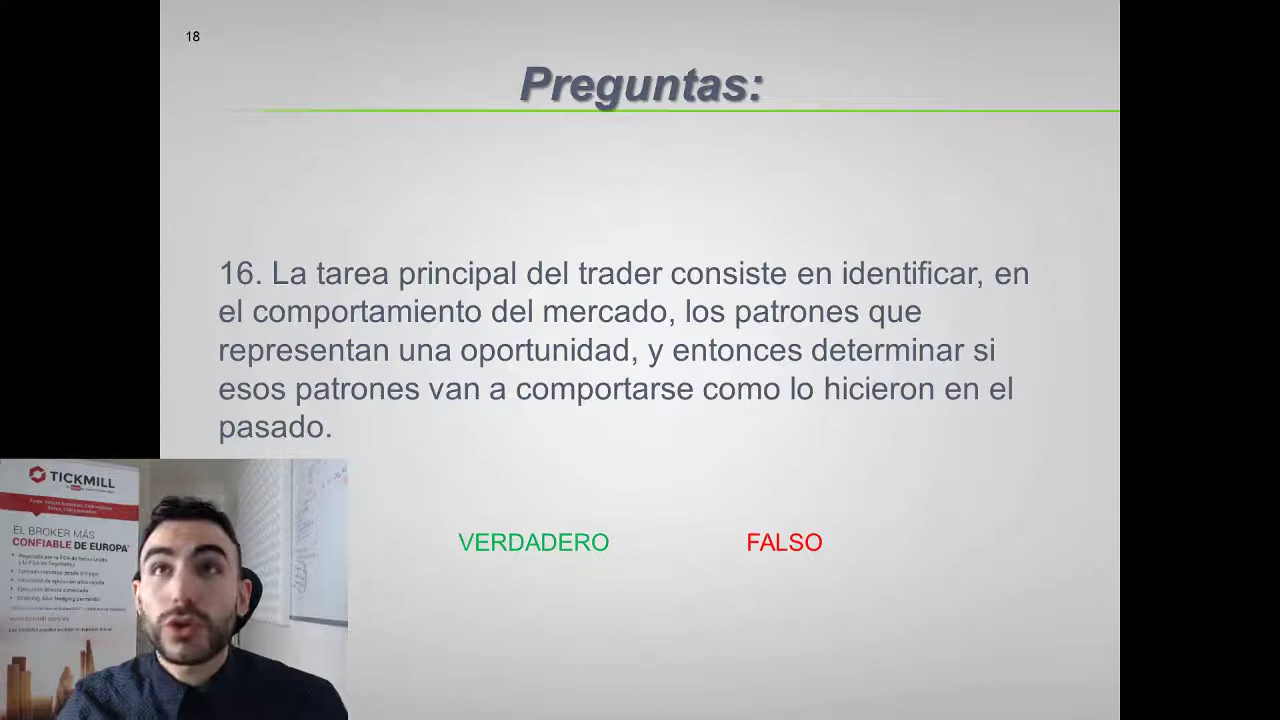 18
Preguntas:
16. La tarea principal del trader consiste en identificar, en
el comportamiento del mercado, los patrones que
representan una oportunidad, y entonces determinar si
esos patrones van a comportarse como lo hicieron en el
pasado.
VERDADERO FALSO
TICKMILL
EL BROKER MÁS
CONFIABLE DE EUROPA*